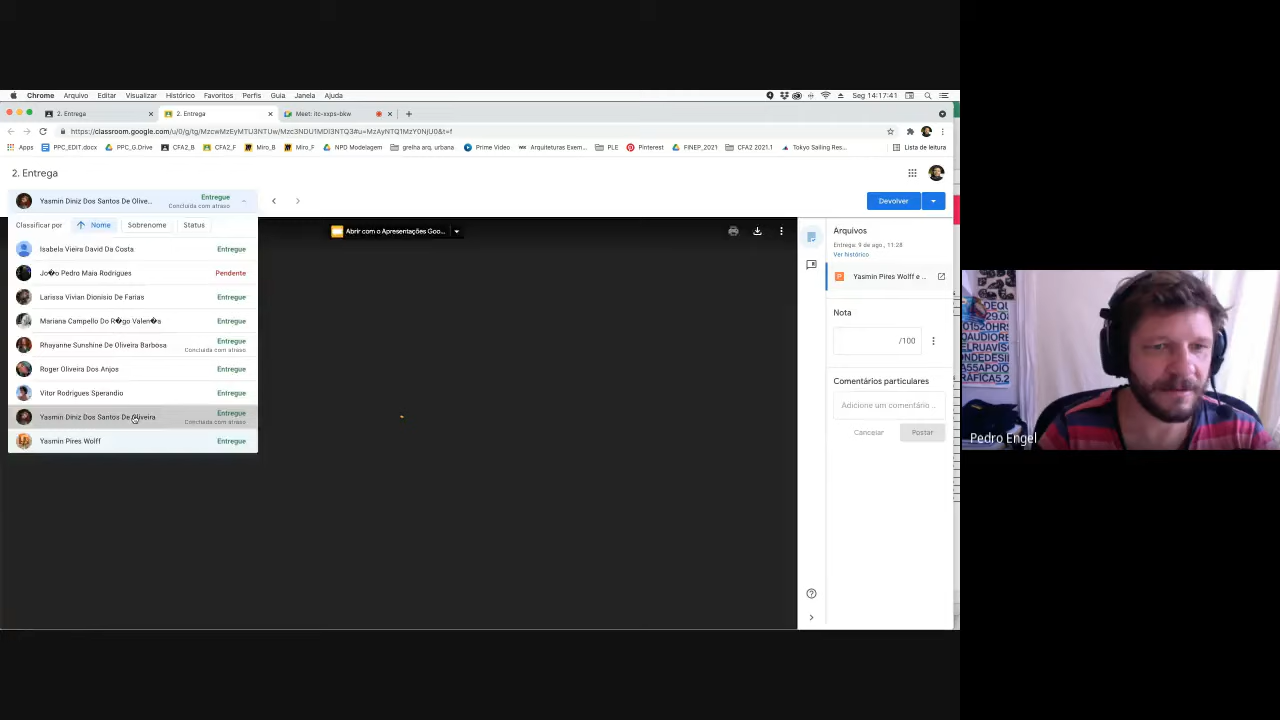 Chrome Arquivo Editar Visualizar Histórico Favoritos Perfis Guia Janela Ajuda Seg 14:17:41
2. Entrega 2. Entrega Meet: itc-xxps-bkw
Apps PPC_EDIT.docx PPC_G.Drive CFA2_B CFA2_F Miro_B Miro_F NPD Modelagem grelha arq. urbana Prime Video Arquiteturas Exem... PLE Pinterest FINEP_2021 CFA2 2021.1 Tokyo Sailing Res... Lista de leitura
2. Entrega
Yasmin Diniz Dos Santos De Olive... Entregue
Concluída com atraso
Devolver
Classificar por Nome Sobrenome Status
Abrir com o Apresentações Goo...
Isabela Vieira David Da Costa Entregue
Jo�o Pedro Maia Rodrigues Pendente
Larissa Vivian Dionisio De Farias Entregue
Mariana Campello Do R�go Valen�a Entregue
Rhayanne Sunshine De Oliveira Barbosa Entregue
Concluída com atraso
Roger Oliveira Dos Anjos Entregue
Vitor Rodrigues Sperandio Entregue
Yasmin Diniz Dos Santos De Oliveira Entregue
Concluída com atraso
Yasmin Pires Wolff Entregue
Arquivos
Entrega: 9 de ago., 11:28
Ver histórico
Yasmin Pires Wolff e ...
Nota
/100
Comentários particulares
Adicione um comentário ...
Cancelar Postar
Pedro Engel